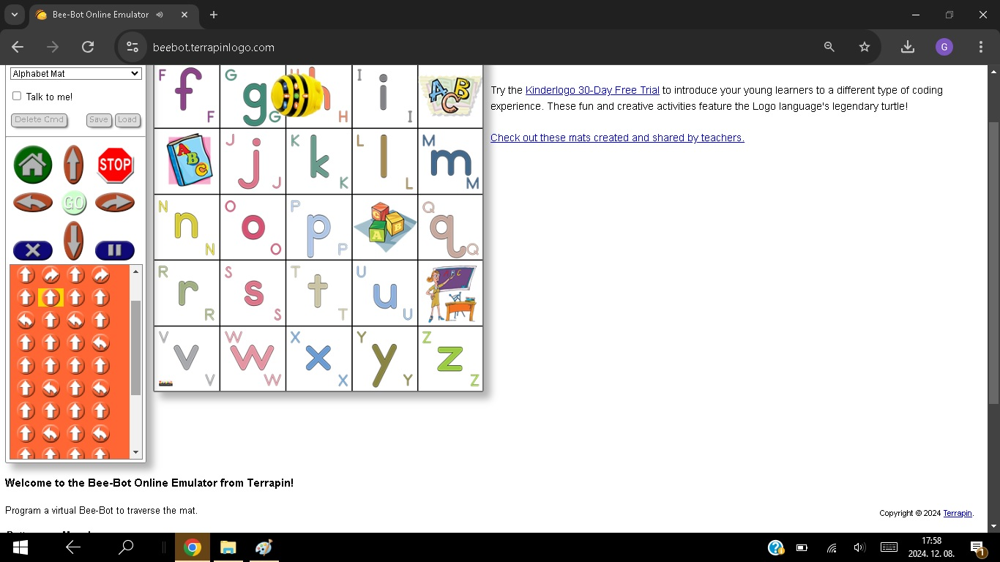 Bee-Bot Online Emulator
beebot.terrapinlogo.com
G
Alphabet Mat
Talk to me!
Delete Cmd Save Load
STOP
GO
F f F G g G h H I i I A B C
A B C J j J K k K L l L M m M
N n N O o O P p P C A B Q q Q
R r R S s S T t T U u U A B C
V v V W w W X x X Y y Y Z z Z
Try the Kinderlogo 30-Day Free Trial to introduce your young learners to a different type of coding
experience. These fun and creative activities feature the Logo language's legendary turtle!
Check out these mats created and shared by teachers.
Welcome to the Bee-Bot Online Emulator from Terrapin!
Program a virtual Bee-Bot to traverse the mat.
Copyright © 2024 Terrapin.
17:58
2024. 12. 08.
1